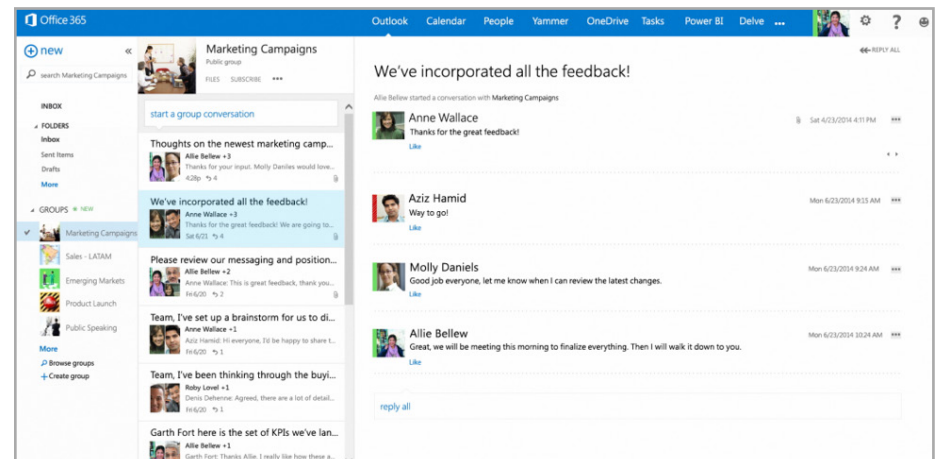 Office 365
Outlook Calendar People Yammer OneDrive Tasks Power BI Delve ...
new
search Marketing Campaigns
INBOX
FOLDERS
Inbox
Sent Items
Drafts
More
GROUPS NEW
Marketing Campaigns
Sales - LATAM
Emerging Markets
Product Launch
Public Speaking
More
Browse groups
Create group
Marketing Campaigns
Public group
FILES SUBSCRIBE •••
start a group conversation
Thoughts on the newest marketing camp...
Allie Bellew +3
Thanks for your input. Molly Daniles would love...
4:28p 4
We've incorporated all the feedback!
Anne Wallace +3
Thanks for the great feedback! We are going to...
Sat 6/21 4
Please review our messaging and position...
Allie Bellew +2
Anne Wallace: This is great feedback, thank you...
Fri 6/20 2
Team, I've set up a brainstorm for us to di...
Anne Wallace +1
Aziz Hamid: Hi everyone, I'd be happy to share t...
Fri 6/20 1
Team, I've been thinking through the buyi...
Roby Lovel +1
Denis Dehenne: Agreed, there are a lot of detail...
Fri 6/20 1
Garth Fort here is the set of KPIs we've lan...
Allie Bellew +1
Garth Fort: Thanks Allie, I really like how these a...
REPLY ALL
We've incorporated all the feedback!
Allie Bellew started a conversation with Marketing Campaigns
Anne Wallace
Sat 4/23/2014 4:11 PM
Thanks for the great feedback!
Like
Aziz Hamid
Mon 6/23/2014 9:15 AM
Way to go!
Like
Molly Daniels
Mon 6/23/2014 9:24 AM
Good job everyone, let me know when I can review the latest changes.
Like
Allie Bellew
Mon 6/23/2014 10:24 AM
Great, we will be meeting this morning to finalize everything. Then I will walk it down to you.
Like
reply all